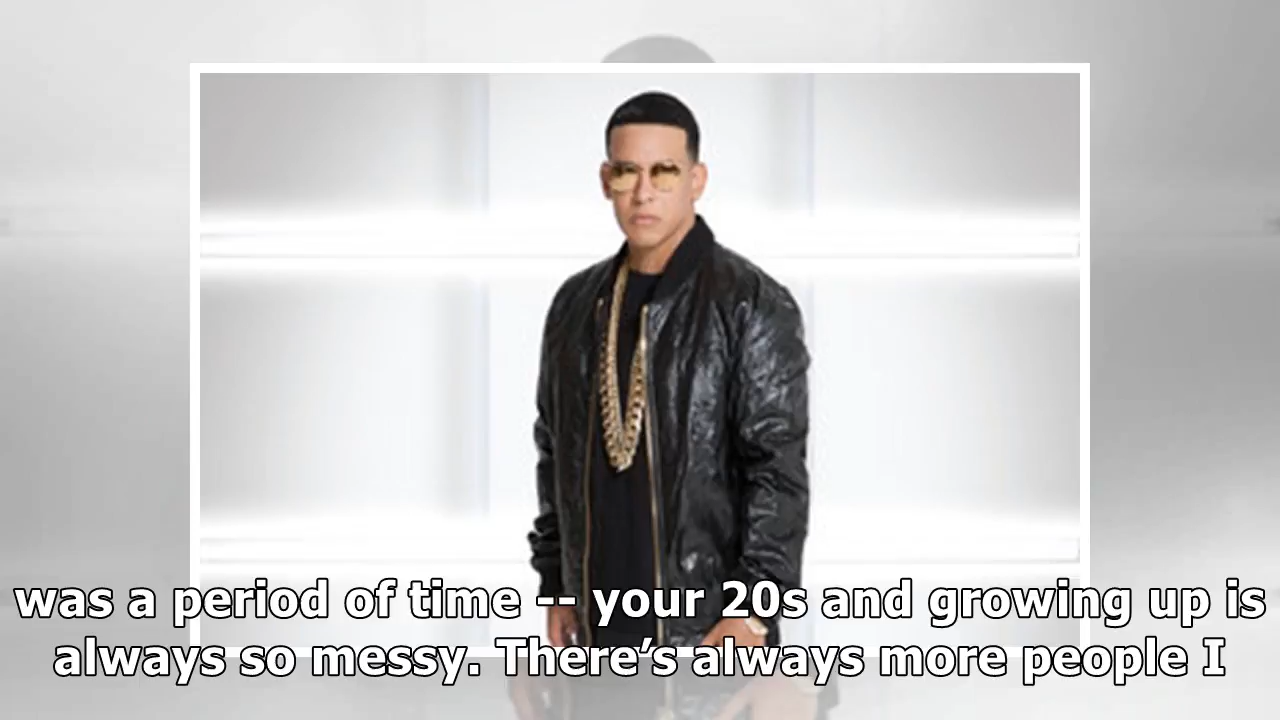 was a period of time -- your 20s and growing up is
always so messy. There’s always more people I